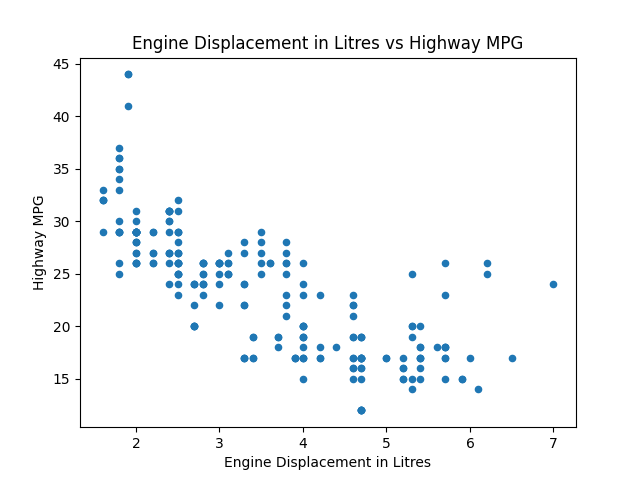 Engine Displacement in Litres vs Highway MPG
45
40
35
30
25
20
15
Highway MPG
2 3 4 5 6 7
Engine Displacement in Litres